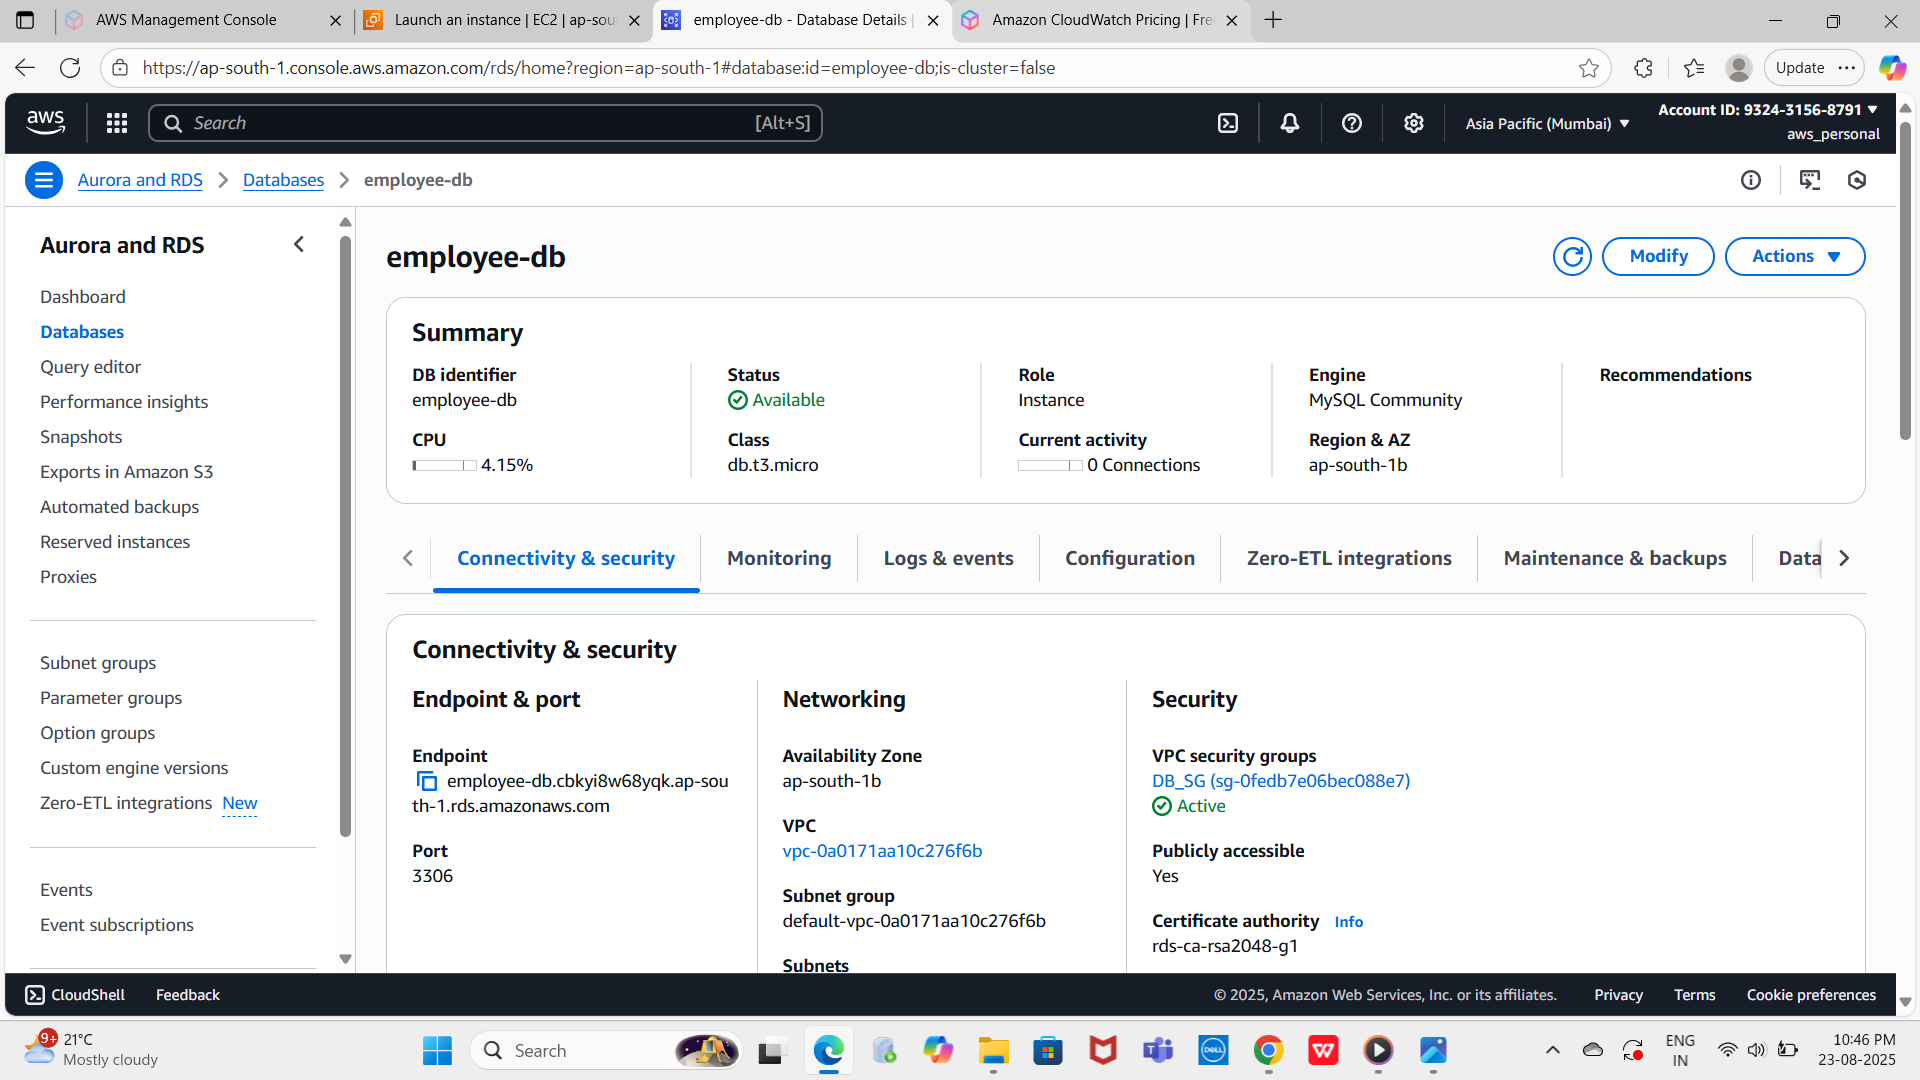 AWS Management Console
Launch an instance | EC2 | ap-sou
employee-db - Database Details |
Amazon CloudWatch Pricing | Fre
https://ap-south-1.console.aws.amazon.com/rds/home?region=ap-south-1#database:id=employee-db;is-cluster=false
Update
aws
Search
[Alt+S]
Asia Pacific (Mumbai)
Account ID: 9324-3156-8791
aws_personal
Aurora and RDS
Databases
employee-db
Aurora and RDS
Dashboard
Databases
Query editor
Performance insights
Snapshots
Exports in Amazon S3
Automated backups
Reserved instances
Proxies
Subnet groups
Parameter groups
Option groups
Custom engine versions
Zero-ETL integrations New
Events
Event subscriptions
employee-db
Modify
Actions
Summary
DB identifier
employee-db
CPU
4.15%
Status
Available
Class
db.t3.micro
Role
Instance
Current activity
0 Connections
Engine
MySQL Community
Region & AZ
ap-south-1b
Recommendations
Connectivity & security
Monitoring
Logs & events
Configuration
Zero-ETL integrations
Maintenance & backups
Data
Connectivity & security
Endpoint & port
Endpoint
employee-db.cbkyi8w68yqk.ap-sou
th-1.rds.amazonaws.com
Port
3306
Networking
Availability Zone
ap-south-1b
VPC
vpc-0a0171aa10c276f6b
Subnet group
default-vpc-0a0171aa10c276f6b
Subnets
Security
VPC security groups
DB_SG (sg-0fedb7e06bec088e7)
Active
Publicly accessible
Yes
Certificate authority Info
rds-ca-rsa2048-g1
CloudShell
Feedback
© 2025, Amazon Web Services, Inc. or its affiliates.
Privacy
Terms
Cookie preferences
9+
21°C
Mostly cloudy
Search
DELL
W
ENG
IN
10:46 PM
23-08-2025